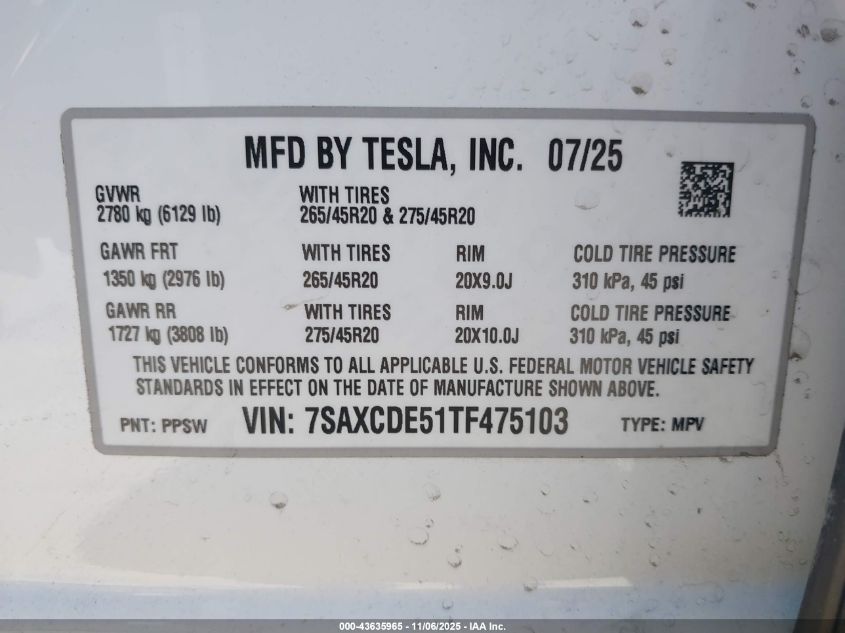 MFD BY TESLA, INC. 07/25
GVWR WITH TIRES
2780 kg (6129 lb) 265/45R20 & 275/45R20
GAWR FRT WITH TIRES RIM COLD TIRE PRESSURE
1350 kg (2976 lb) 265/45R20 20X9.0J 310 kPa, 45 psi
GAWR RR WITH TIRES RIM COLD TIRE PRESSURE
1727 kg (3808 lb) 275/45R20 20X10.0J 310 kPa, 45 psi
THIS VEHICLE CONFORMS TO ALL APPLICABLE U.S. FEDERAL MOTOR VEHICLE SAFETY
STANDARDS IN EFFECT ON THE DATE OF MANUFACTURE SHOWN ABOVE.
PNT: PPSW VIN: 7SAXCDE51TF475103 TYPE: MPV
000-43635965 - 11/06/2025 - IAA Inc.